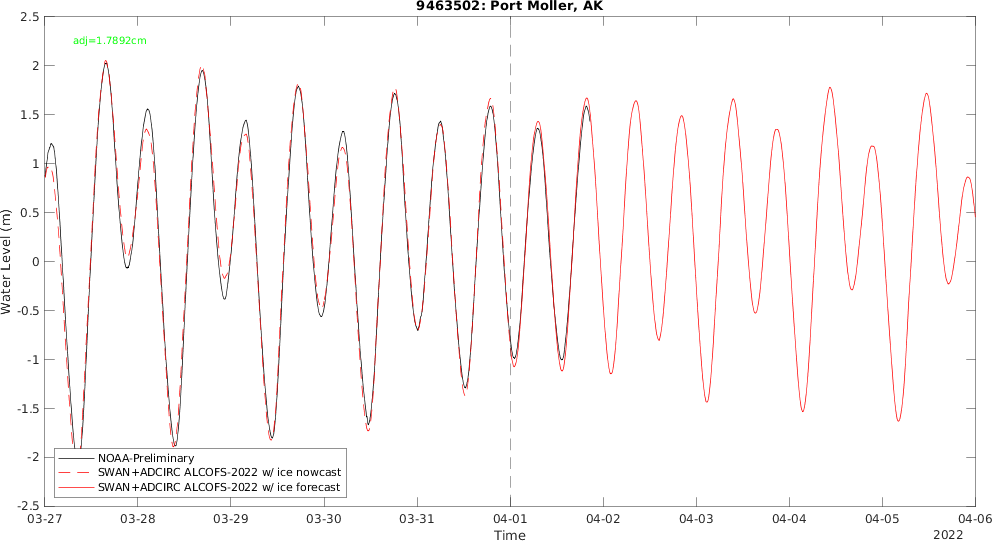 9463502: Port Moller, AK
adj=1.7892cm
Water Level (m)
2.5
2
1.5
1
0.5
0
-0.5
-1
-1.5
-2
-2.5
NOAA-Preliminary
SWAN+ADCIRC ALCOFS-2022 w/ ice nowcast
SWAN+ADCIRC ALCOFS-2022 w/ ice forecast
03-27 03-28 03-29 03-30 03-31 04-01 04-02 04-03 04-04 04-05 04-06
Time
2022